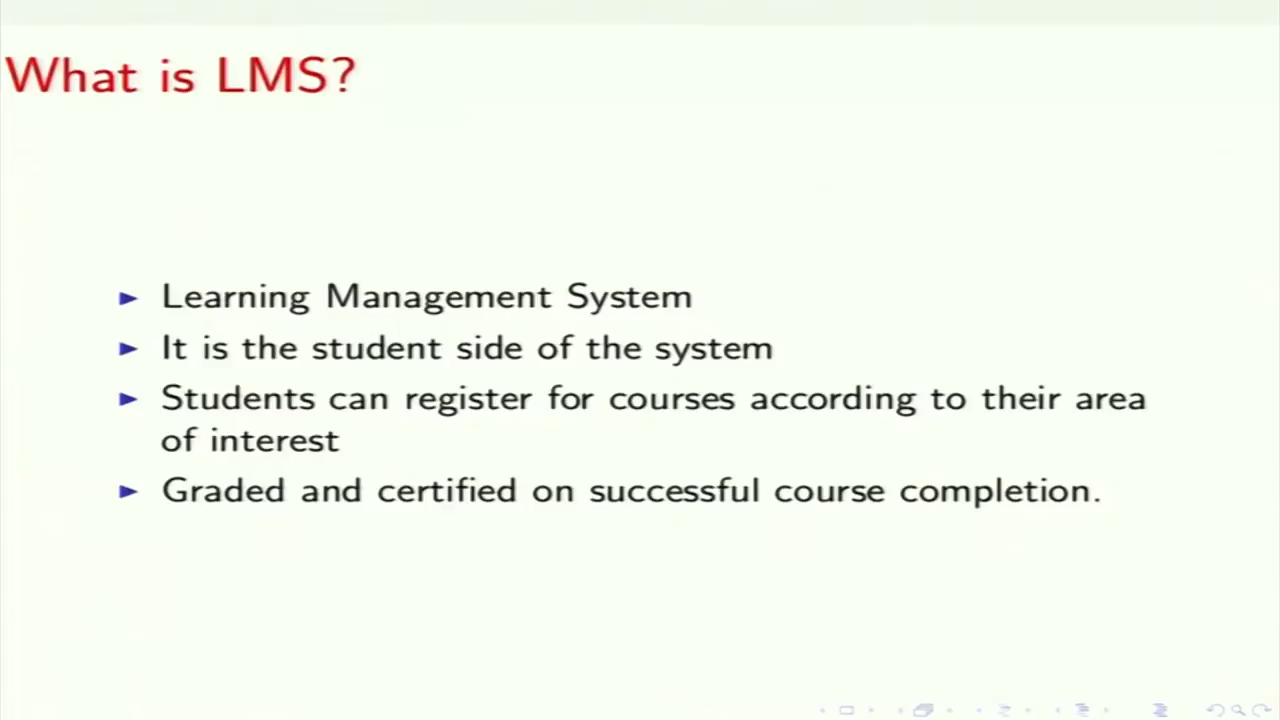 What is LMS?
Learning Management System
It is the student side of the system
Students can register for courses according to their area
of interest
Graded and certified on successful course completion.